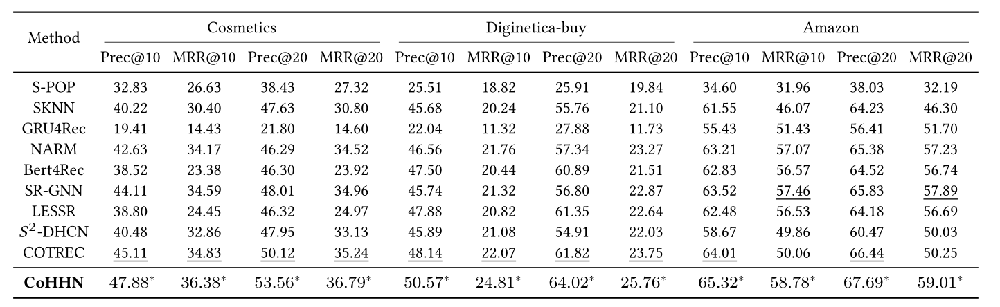 Method Cosmetics Diginetica-buy Amazon
Prec@10 MRR@10 Prec@20 MRR@20 Prec@10 MRR@10 Prec@20 MRR@20 Prec@10 MRR@10 Prec@20 MRR@20
S-POP 32.83 26.63 38.43 27.32 25.51 18.82 25.91 19.84 34.60 31.96 38.03 32.19
SKNN 40.22 30.40 47.63 30.80 45.68 20.24 55.76 21.10 61.55 46.07 64.23 46.30
GRU4Rec 19.41 14.43 21.80 14.60 22.04 11.32 27.88 11.73 55.43 51.43 56.41 51.70
NARM 42.63 34.17 46.29 34.52 46.56 21.76 57.34 23.27 63.21 57.07 65.38 57.23
Bert4Rec 38.52 23.38 46.30 23.92 47.50 20.44 60.89 21.51 62.83 56.57 64.52 56.74
SR-GNN 44.11 34.59 48.01 34.96 45.74 21.32 56.80 22.87 63.52 57.46 65.83 57.89
LESSR 38.80 24.45 46.32 24.97 47.88 20.82 61.35 22.64 62.48 56.53 64.18 56.69
S²-DHCN 40.48 32.86 47.95 33.13 45.89 21.08 54.91 22.03 58.67 49.86 60.47 50.03
COTREC 45.11 34.83 50.12 35.24 48.14 22.07 61.82 23.75 64.01 50.06 66.44 50.25
CoHHN 47.88* 36.38* 53.56* 36.79* 50.57* 24.81* 64.02* 25.76* 65.32* 58.78* 67.69* 59.01*